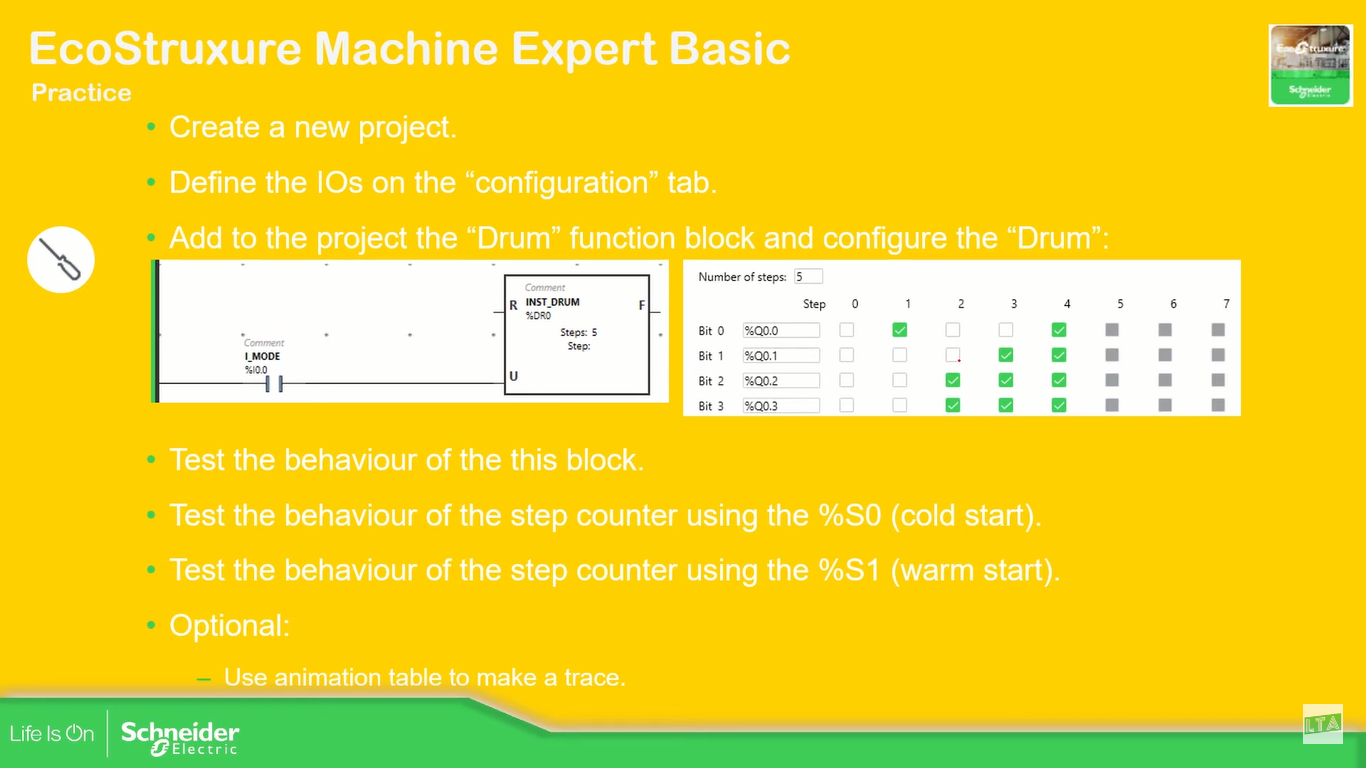 EcoStruxure Machine Expert Basic
Practice
EcoStruxure
Schneider
Electric
• Create a new project.
• Define the IOs on the “configuration” tab.
• Add to the project the “Drum” function block and configure the “Drum”:
Comment
R INST_DRUM F
%DR0
Steps: 5
Step:
Comment
I_MODE
%I0.0
U
Number of steps: 5
Step 0 1 2 3 4 5 6 7
Bit 0 %Q0.0
Bit 1 %Q0.1
Bit 2 %Q0.2
Bit 3 %Q0.3
• Test the behaviour of the this block.
• Test the behaviour of the step counter using the %S0 (cold start).
• Test the behaviour of the step counter using the %S1 (warm start).
• Optional:
– Use animation table to make a trace.
Life Is On
Schneider
Electric
LTA